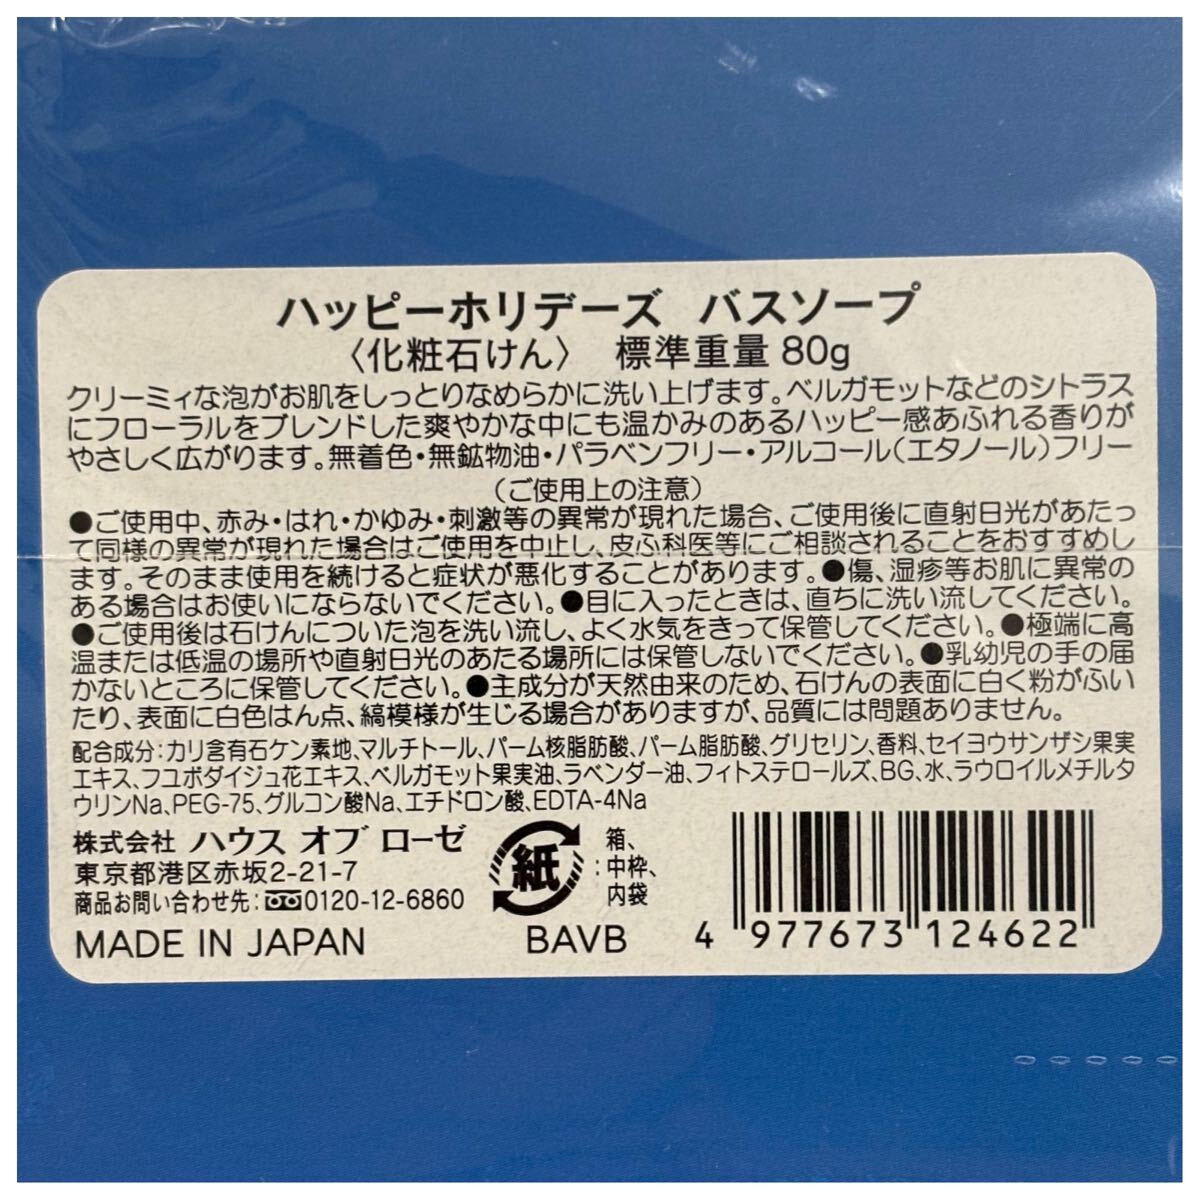 ハッピーホリデーズ バスソープ
〈化粧石けん〉 標準重量 80g
クリーミィな泡がお肌をしっとりなめらかに洗い上げます。ベルガモットなどのシトラス
にフローラルをブレンドした爽やかな中にも温かみのあるハッピー感あふれる香りが
やさしく広がります。無着色・無鉱物油・パラベンフリー・アルコール(エタノール)フリー
(ご使用上の注意)
●ご使用中、赤み・はれ・かゆみ・刺激等の異常が現れた場合、ご使用後に直射日光があたっ
て同様の異常が現れた場合はご使用を中止し、皮ふ科医等にご相談されることをおすすめし
ます。そのまま使用を続けると症状が悪化することがあります。●傷、湿疹等お肌に異常の
ある場合はお使いにならないでください。●目に入ったときは、直ちに洗い流してください。
●ご使用後は石けんについた泡を洗い流し、よく水気をきって保管してください。●極端に高
温または低温の場所や直射日光のあたる場所には保管しないでください。●乳幼児の手の届
かないところに保管してください。●主成分が天然由来のため、石けんの表面に白く粉がふい
たり、表面に白色はん点、縞模様が生じる場合がありますが、品質には問題ありません。
配合成分:カリ含有石ケン素地、マルチトール、パーム核脂肪酸、パーム脂肪酸、グリセリン、香料、セイヨウサンザシ果実
エキス、フユボダイジュ花エキス、ベルガモット果実油、ラベンダー油、フィトステロールズ、BG、水、ラウロイルメチルタ
ウリンNa、PEG-75、グルコン酸Na、エチドロン酸、EDTA-4Na
株式会社 ハウス オブ ローゼ
東京都港区赤坂2-21-7
商品お問い合わせ先:0120-12-6860
MADE IN JAPAN
紙
箱、
中枠、
内袋
BAVB
4 977673 124622